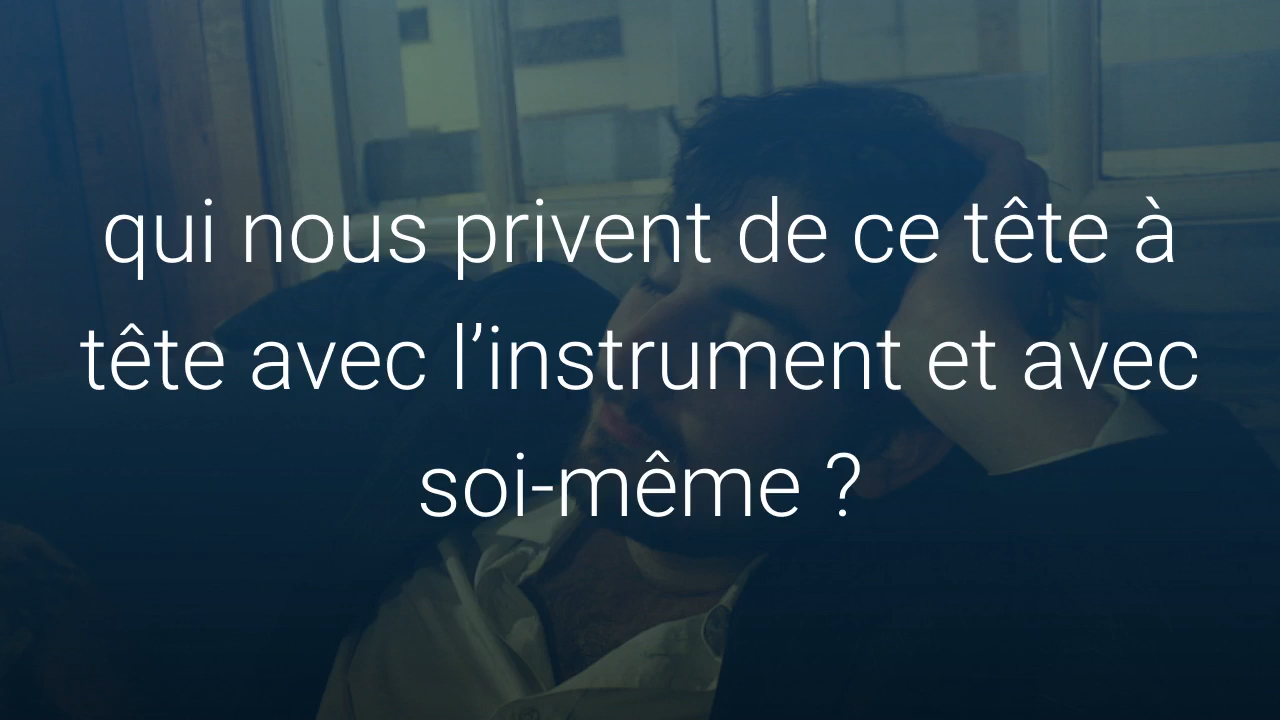 qui nous privent de ce tête à
tête avec l’instrument et avec
soi-même ?